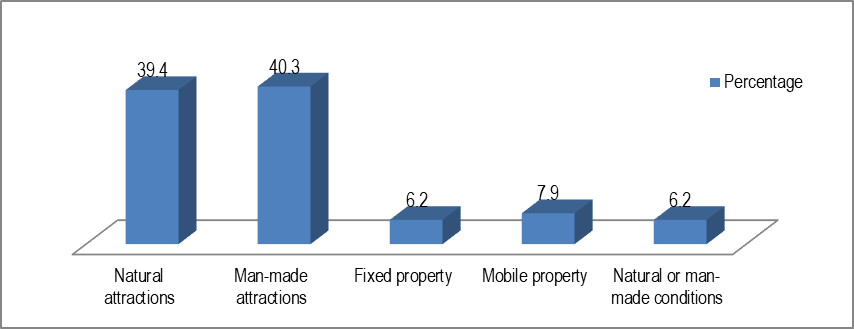 39.4
40.3
6.2
7.9
6.2
Percentage
Natural
attractions
Man-made
attractions
Fixed property
Mobile property
Natural or man-
made conditions